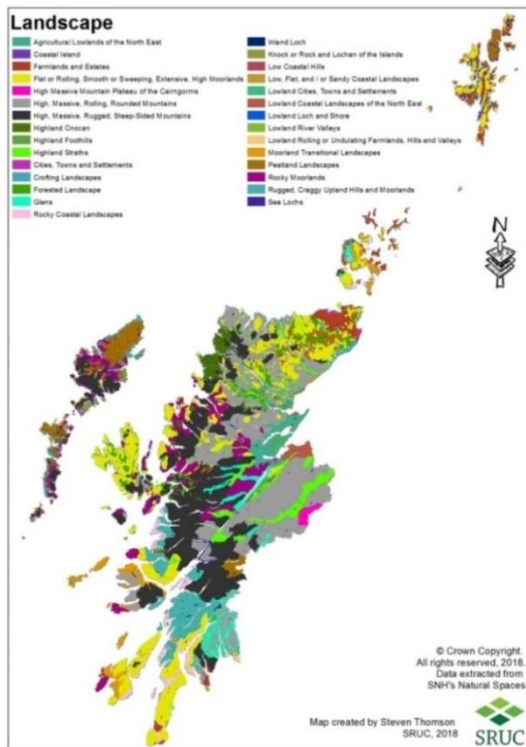 Landscape
Agricultural Lowlands of the North East
Coastal Island
Farmlands and Estates
Flat or Rolling, Smooth or Sweeping, Extensive, High Moorlands
High Massive Mountain Plateau of the Cairngorms
High, Massive, Rolling, Rounded Mountains
High, Massive, Rugged, Steep-Sided Mountains
Highland Cnocan
Highland Foothills
Highland Straths
Cities, Towns and Settlements
Crofting Landscapes
Forested Landscape
Glens
Rocky Coastal Landscapes
Inland Loch
Knock or Rock and Lochan of the Islands
Low Coastal Hills
Low, Flat, and / or Sandy Coastal Landscapes
Lowland Cities, Towns and Settlements
Lowland Coastal Landscapes of the North East
Lowland Loch and Shore
Lowland River Valleys
Lowland Rolling or Undulating Farmlands, Hills and Valleys
Moorland Transitional Landscapes
Peatland Landscapes
Rocky Moorlands
Rugged, Craggy Upland Hills and Moorlands
Sea Lochs
N
© Crown Copyright.
All rights reserved, 2018.
Data extracted from
SNH's Natural Spaces
Map created by Steven Thomson
SRUC, 2018
SRUC